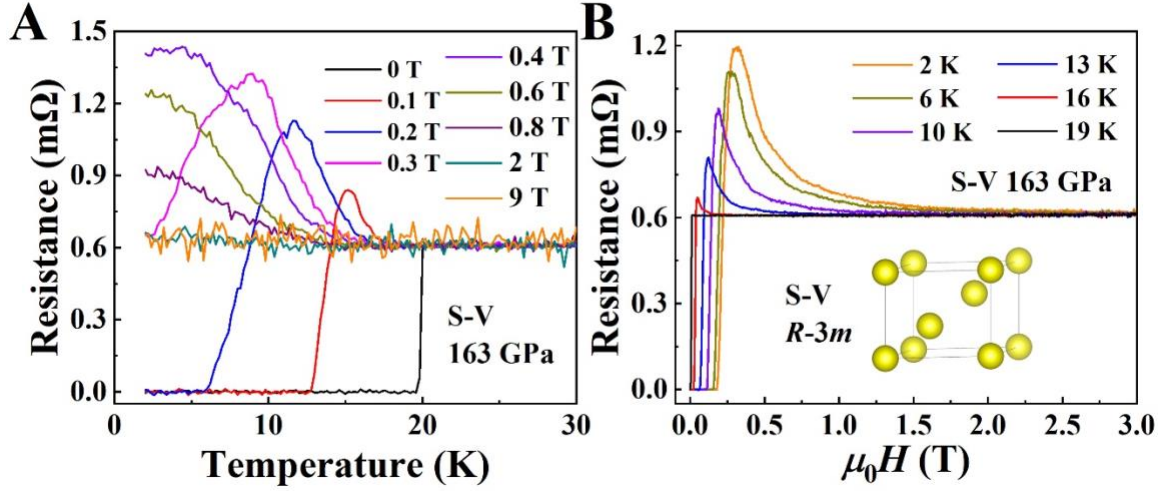 A
Resistance (mΩ)
1.5
1.2
0.9
0.6
0.3
0.0
0 T
0.1 T
0.2 T
0.3 T
0.4 T
0.6 T
0.8 T
2 T
9 T
S-V
163 GPa
0
10
20
30
Temperature (K)
B
Resistance (mΩ)
1.2
0.9
0.6
0.3
0.0
2 K
6 K
10 K
13 K
16 K
19 K
S-V 163 GPa
S-V
R-3m
0.0
0.5
1.0
1.5
2.0
2.5
3.0
μ₀H (T)